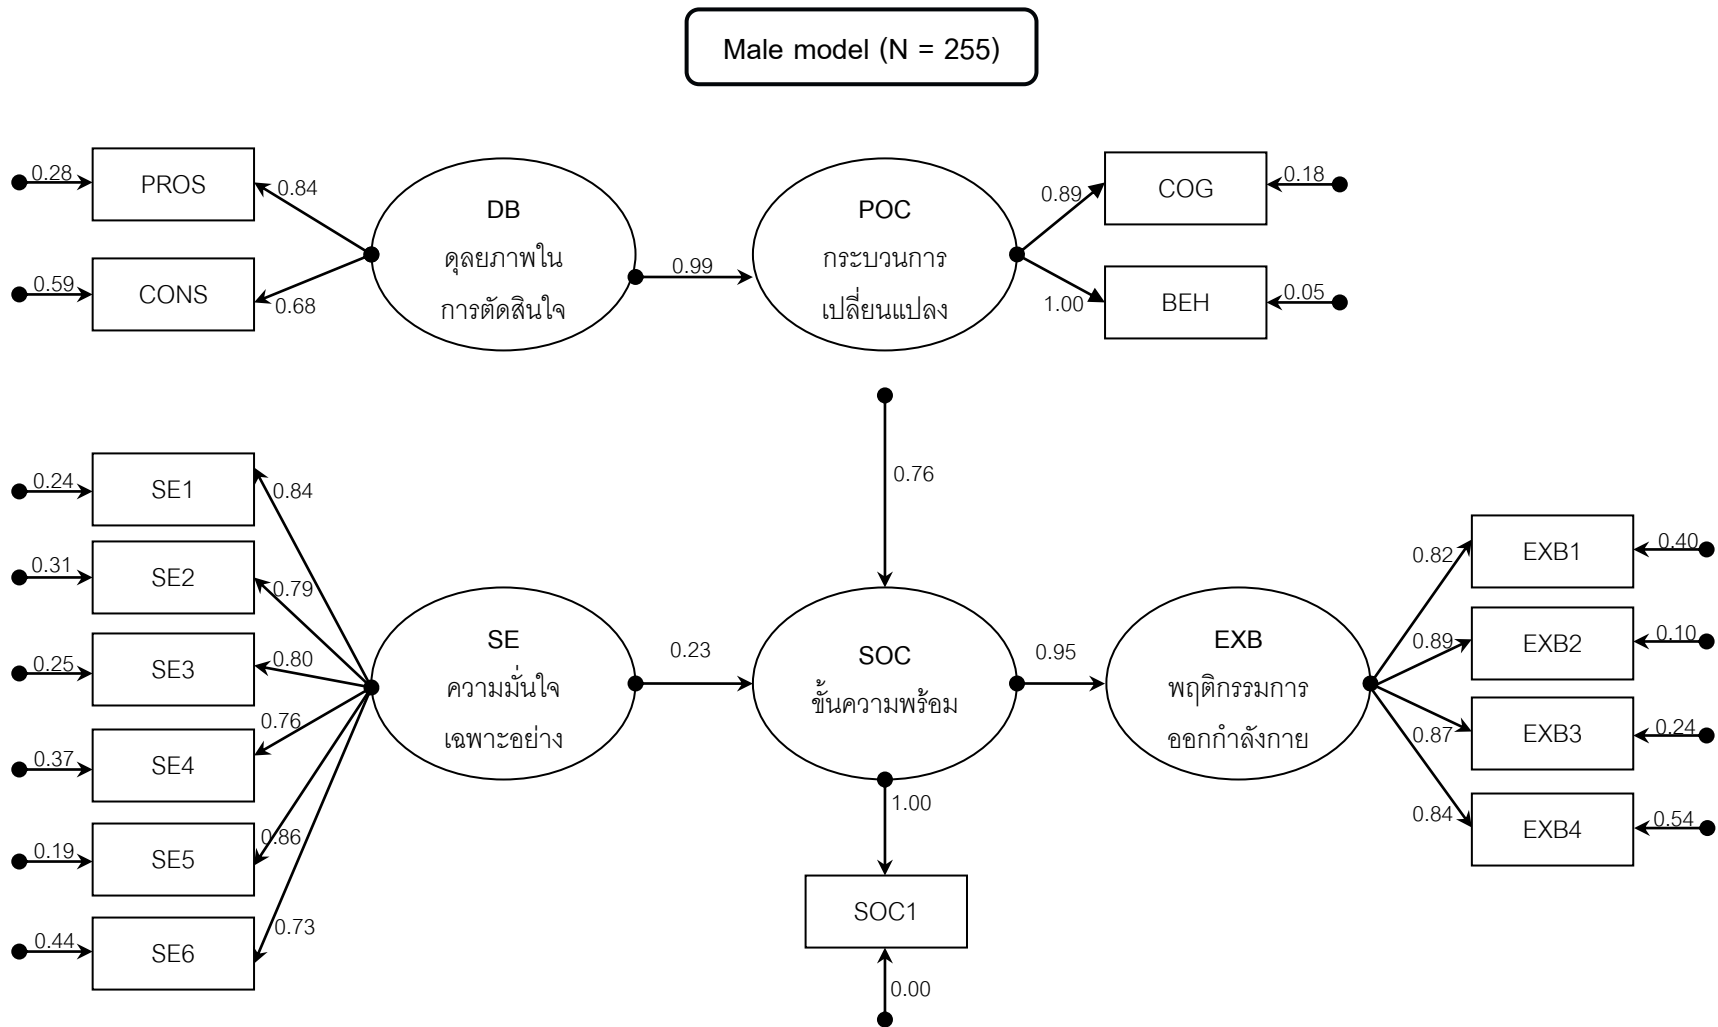 Male model (N = 255)
0.28
PROS
0.84
DB
ดุลยภาพใน
การตัดสินใจ
0.99
POC
กระบวนการ
เปลี่ยนแปลง
0.89
COG
0.18
0.59
CONS
0.68
1.00
BEH
0.05
0.76
0.24
SE1
0.84
0.31
SE2
0.79
0.25
SE3
0.80
0.37
SE4
0.76
0.19
SE5
0.86
0.44
SE6
0.73
SE
ความมั่นใจ
เฉพาะอย่าง
0.23
SOC
ขั้นความพร้อม
0.95
EXB
พฤติกรรมการ
ออกกำลังกาย
0.82
EXB1
0.40
0.89
EXB2
0.10
0.87
EXB3
0.24
0.84
EXB4
0.54
1.00
SOC1
0.00